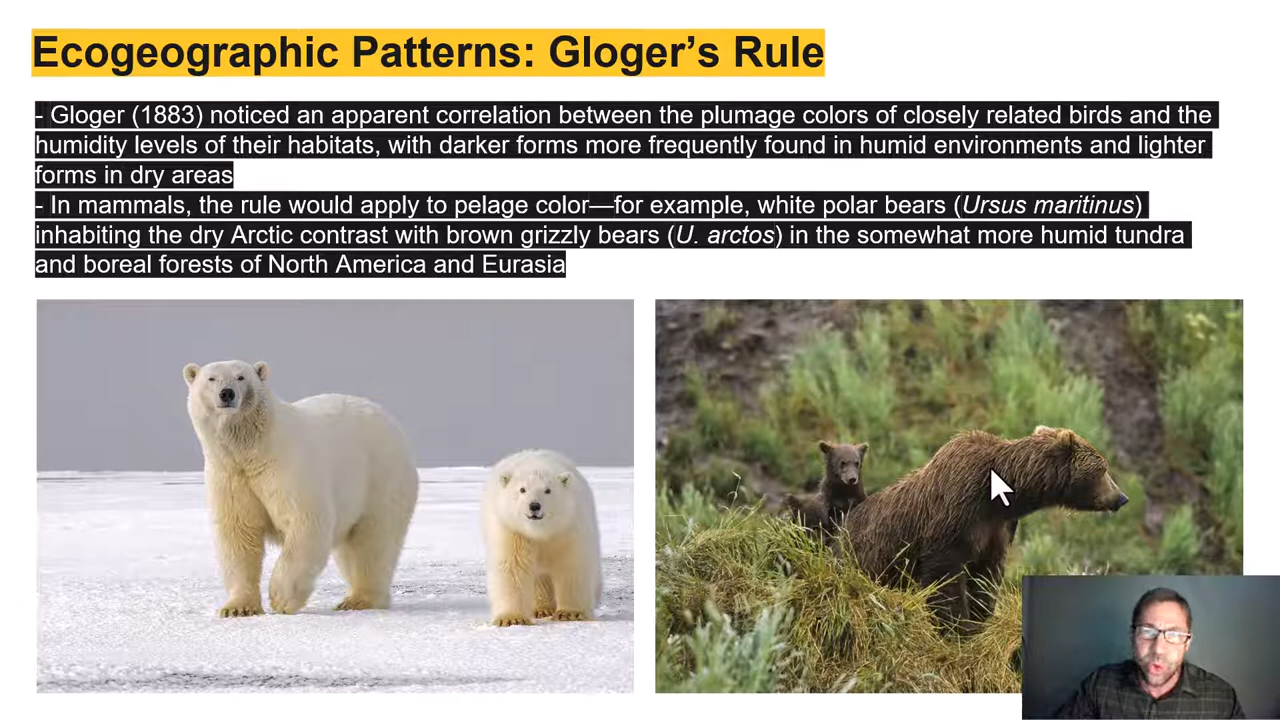 Ecogeographic Patterns: Gloger’s Rule
- Gloger (1883) noticed an apparent correlation between the plumage colors of closely related birds and the
humidity levels of their habitats, with darker forms more frequently found in humid environments and lighter
forms in dry areas
- In mammals, the rule would apply to pelage color—for example, white polar bears (Ursus maritinus)
inhabiting the dry Arctic contrast with brown grizzly bears (U. arctos) in the somewhat more humid tundra
and boreal forests of North America and Eurasia